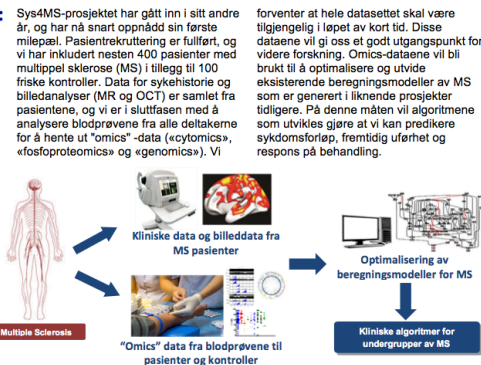 Sys4MS-prosjektet har gått inn i sitt andre
år, og har nå snart oppnådd sin første
milepæl. Pasientrekruttering er fullført, og
vi har inkludert nesten 400 pasienter med
multippel sklerose (MS) i tillegg til 100
friske kontroller. Data for sykehistorie og
billedanalyser (MR og OCT) er samlet fra
pasientene, og vi er i sluttfasen med å
analysere blodprøvene fra alle deltakerne
for å hente ut "omics" -data («cytomics»,
«fosfoproteomics» og «genomics»). Vi
forventer at hele datasettet skal være
tilgjengelig i løpet av kort tid. Disse
dataene vil gi oss et godt utgangspunkt for
videre forskning. Omics-dataene vil bli
brukt til å optimalisere og utvide
eksisterende beregningsmodeller av MS
som er generert i liknende prosjekter
tidligere. På denne måten vil algoritmene
som utvikles gjøre at vi kan predikere
sykdomsforløp, fremtidig uførhet og
respons på behandling.
Kliniske data og billeddata fra
MS pasienter
Optimalisering av
beregningsmodeller for MS
Multiple Sclerosis
"Omics" data fra blodprøvene til
pasienter og kontroller
Kliniske algoritmer for
undergrupper av MS